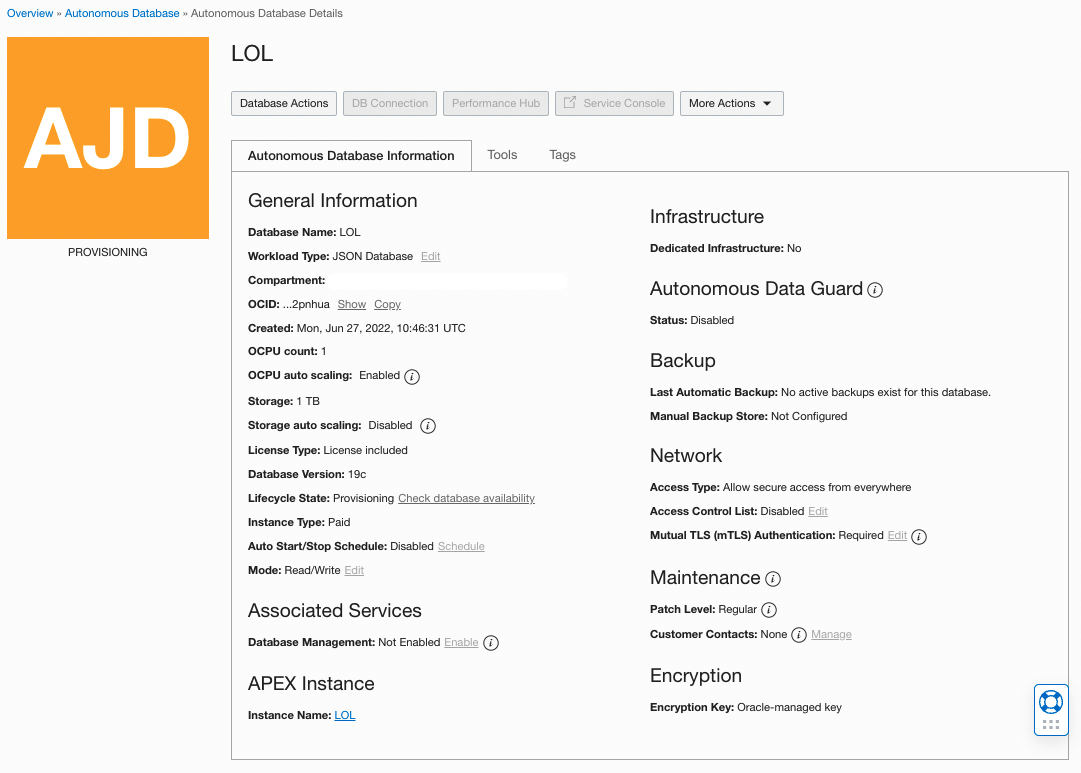 Overview » Autonomous Database » Autonomous Database Details
AJD
PROVISIONING
LOL
Database Actions
DB Connection
Performance Hub
Service Console
More Actions
Autonomous Database Information
Tools
Tags
General Information
Database Name: LOL
Workload Type: JSON Database Edit
Compartment:
OCID: ...2pnhua Show Copy
Created: Mon, Jun 27, 2022, 10:46:31 UTC
OCPU count: 1
OCPU auto scaling: Enabled i
Storage: 1 TB
Storage auto scaling: Disabled i
License Type: License included
Database Version: 19c
Lifecycle State: Provisioning Check database availability
Instance Type: Paid
Auto Start/Stop Schedule: Disabled Schedule
Mode: Read/Write Edit
Associated Services
Database Management: Not Enabled Enable i
APEX Instance
Instance Name: LOL
Infrastructure
Dedicated Infrastructure: No
Autonomous Data Guard i
Status: Disabled
Backup
Last Automatic Backup: No active backups exist for this database.
Manual Backup Store: Not Configured
Network
Access Type: Allow secure access from everywhere
Access Control List: Disabled Edit
Mutual TLS (mTLS) Authentication: Required Edit i
Maintenance i
Patch Level: Regular i
Customer Contacts: None i Manage
Encryption
Encryption Key: Oracle-managed key